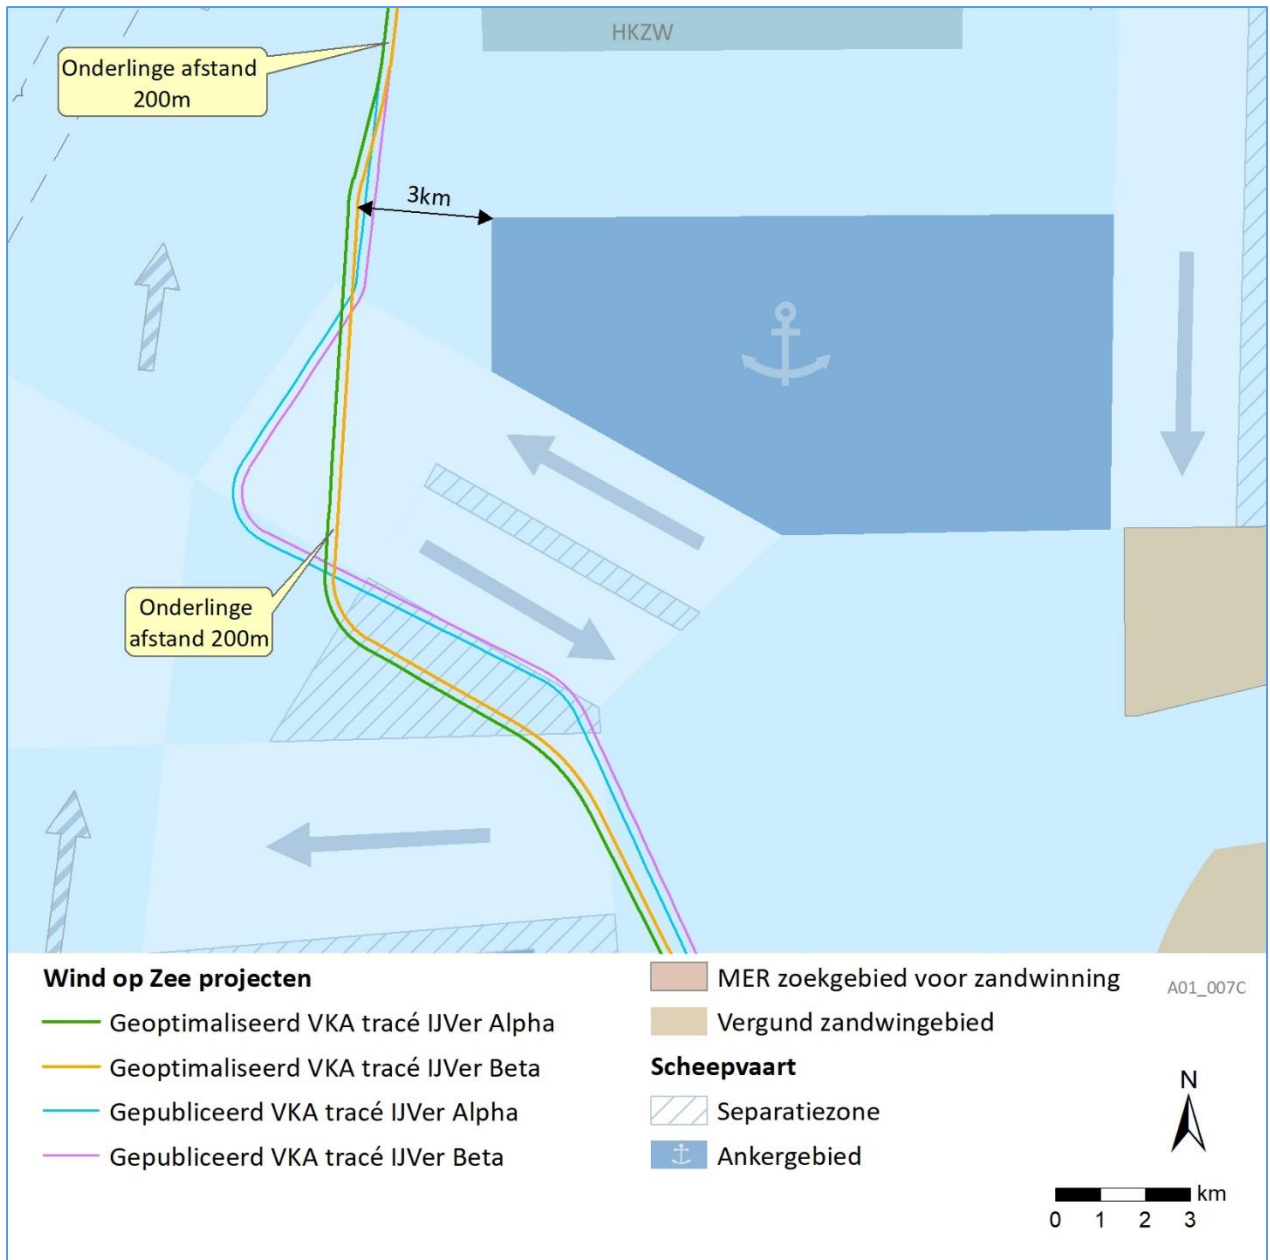 HKZW
Onderlinge afstand
200m
3km
Onderlinge
afstand 200m
Wind op Zee projecten
Geoptimaliseerd VKA tracé IJVer Alpha
Geoptimaliseerd VKA tracé IJVer Beta
Gepubliceerd VKA tracé IJVer Alpha
Gepubliceerd VKA tracé IJVer Beta
MER zoekgebied voor zandwinning
Vergund zandwingebied
Scheepvaart
Separatiezone
Ankergebied
A01_007C
N
km
0 1 2 3